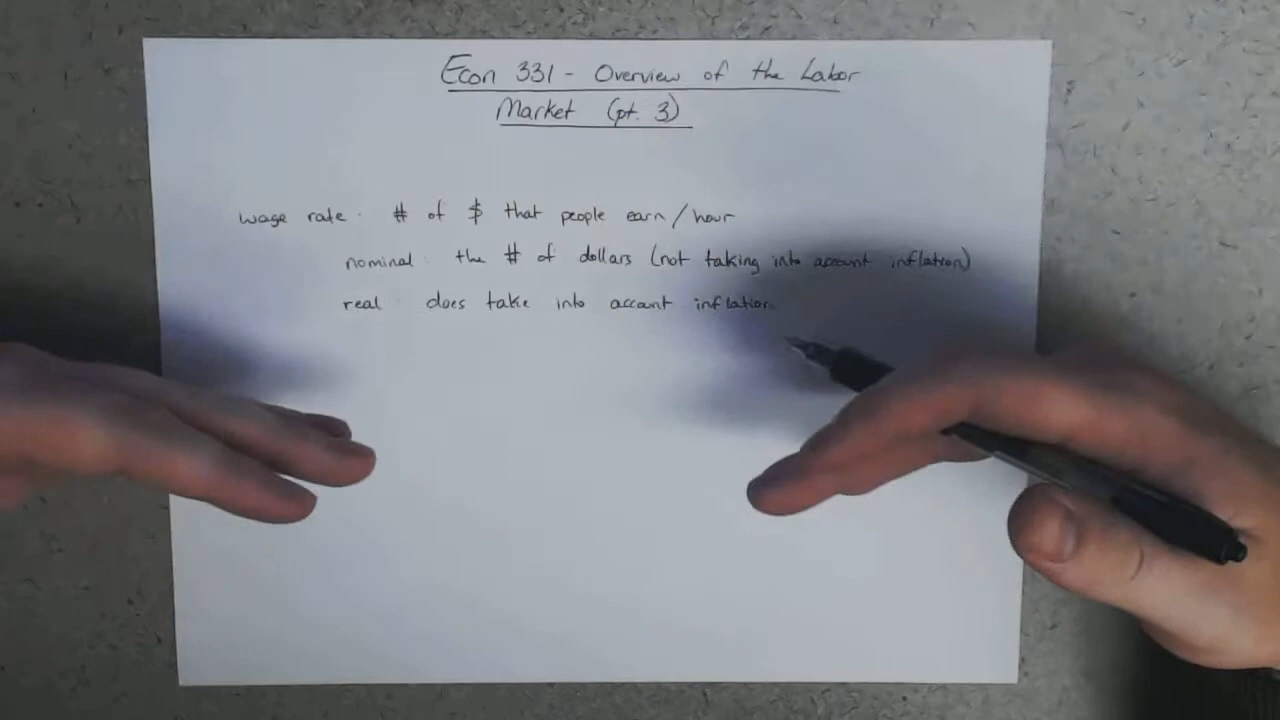 Econ 331 - Overview of the Labor
Market (pt. 3)
wage rate: # of $ that people earn/hour
nominal: the # of dollars (not taking into account inflation)
real: does take into account inflation